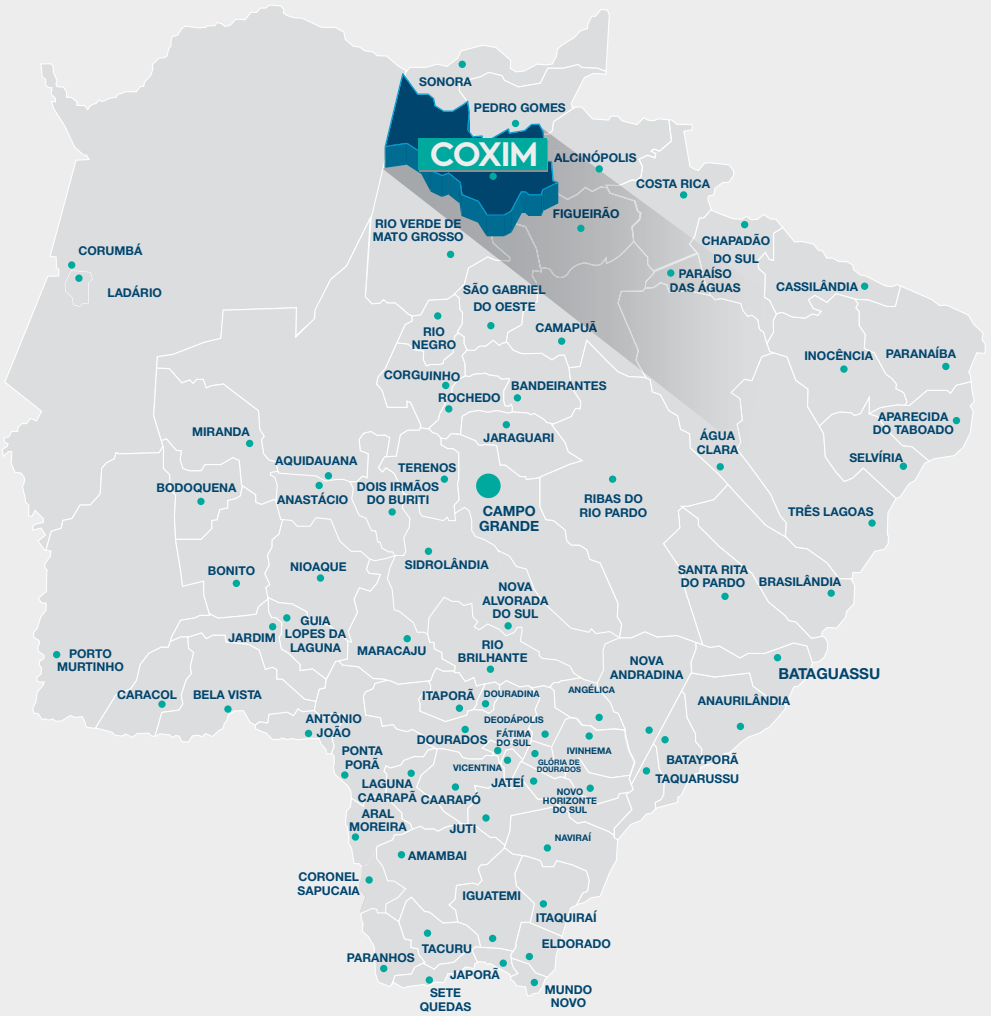 SONORA
PEDRO GOMES
COXIM
ALCINÓPOLIS
COSTA RICA
FIGUEIRÃO
RIO VERDE DE
MATO GROSSO
CHAPADÃO
DO SUL
CORUMBÁ
LADÁRIO
PARAÍSO
DAS ÁGUAS
CASSILÂNDIA
SÃO GABRIEL
DO OESTE
RIO
NEGRO
CAMAPUÃ
INOCÊNCIA
PARANAÍBA
CORGUINHO
ROCHEDO
BANDEIRANTES
APARECIDA
DO TABOADO
MIRANDA
JARAGUARI
ÁGUA
CLARA
SELVÍRIA
AQUIDAUANA
TERENOS
BODOQUENA
ANASTÁCIO
DOIS IRMÃOS
DO BURITI
CAMPO
GRANDE
RIBAS DO
RIO PARDO
TRÊS LAGOAS
BONITO
NIOAQUE
SIDROLÂNDIA
SANTA RITA
DO PARDO
BRASILÂNDIA
NOVA
ALVORADA
DO SUL
JARDIM
GUIA
LOPES DA
LAGUNA
MARACAJU
RIO
BRILHANTE
PORTO
MURTINHO
NOVA
ANDRADINA
BATAGUASSU
CARACOL
BELA VISTA
ITAPORÃ
DOURADINA
ANGÉLICA
ANAURILÂNDIA
ANTÔNIO
JOÃO
DEODÁPOLIS
DOURADOS
FÁTIMA
DO SUL
IVINHEMA
PONTA
PORÃ
VICENTINA
GLÓRIA DE
DOURADOS
BATAYPORÃ
TAQUARUSSU
LAGUNA
CAARAPÃ
CAARAPÓ
JATEÍ
NOVO
HORIZONTE
DO SUL
ARAL
MOREIRA
JUTI
NAVIRAÍ
AMAMBAI
CORONEL
SAPUCAIA
IGUATEMI
ITAQUIRAÍ
TACURU
ELDORADO
PARANHOS
JAPORÃ
SETE
QUEDAS
MUNDO
NOVO